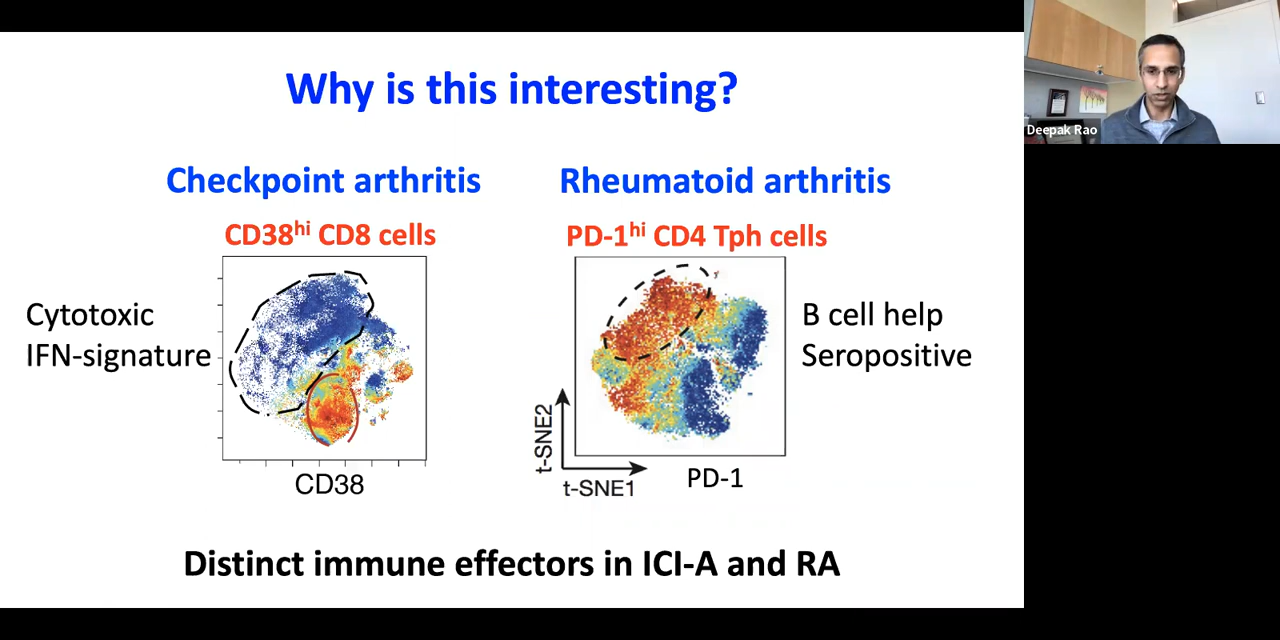 Why is this interesting?
Checkpoint arthritis
Rheumatoid arthritis
CD38hi CD8 cells
PD-1hi CD4 Tph cells
Cytotoxic
IFN-signature
B cell help
Seropositive
CD38
t-SNE2
t-SNE1
PD-1
Distinct immune effectors in ICI-A and RA
Deepak Rao